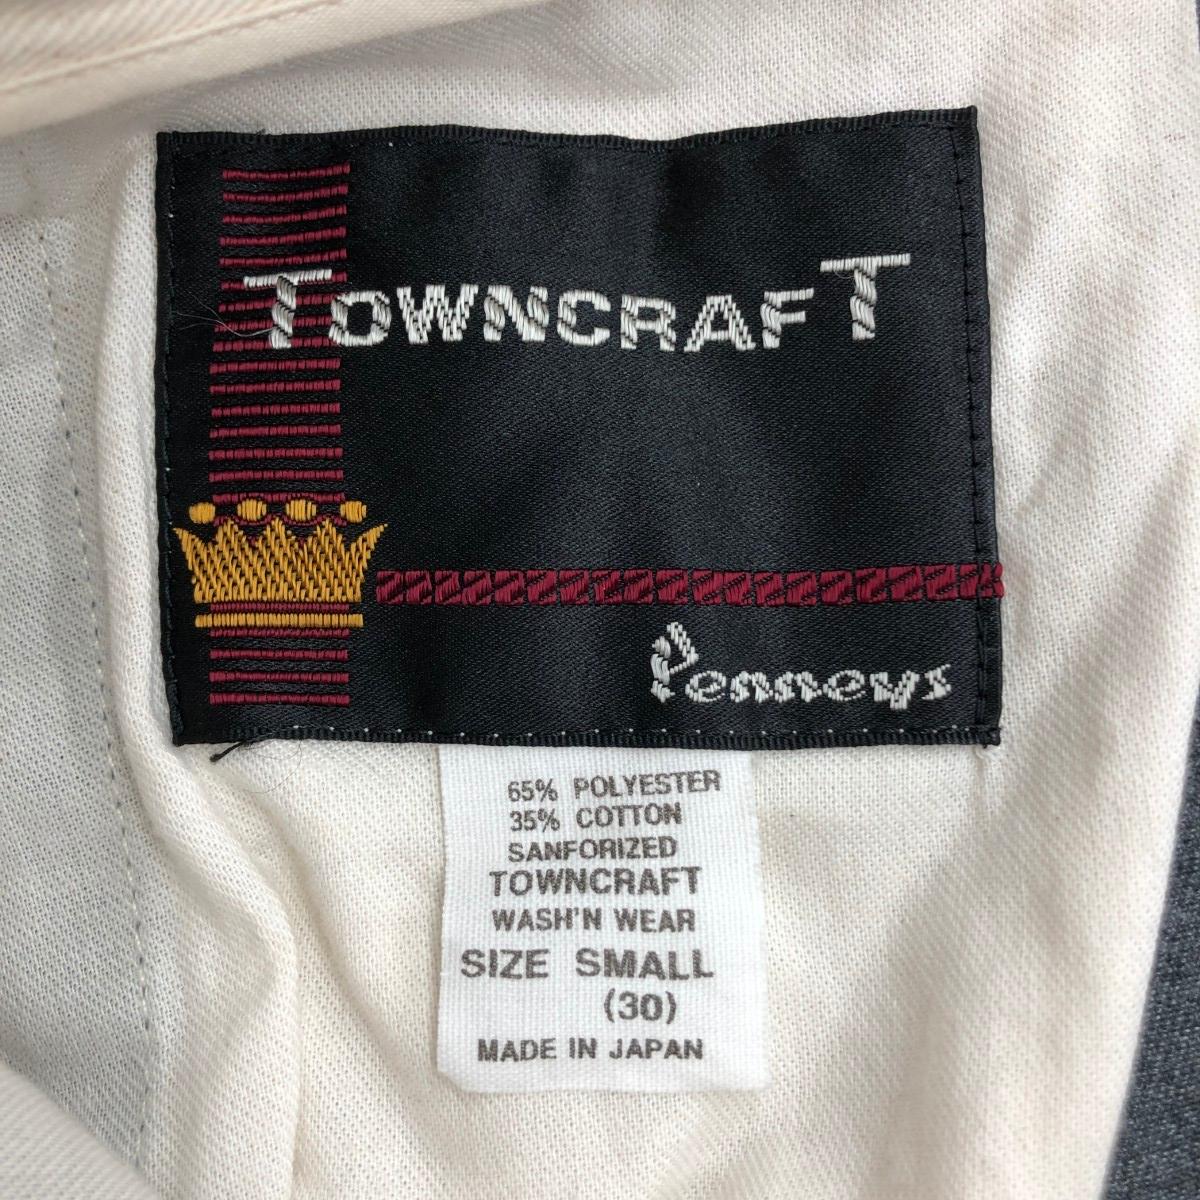 TOWNCRAFT
Penneys
65% POLYESTER
35% COTTON
SANFORIZED
TOWNCRAFT
WASH'N WEAR
SIZE SMALL
(30)
MADE IN JAPAN